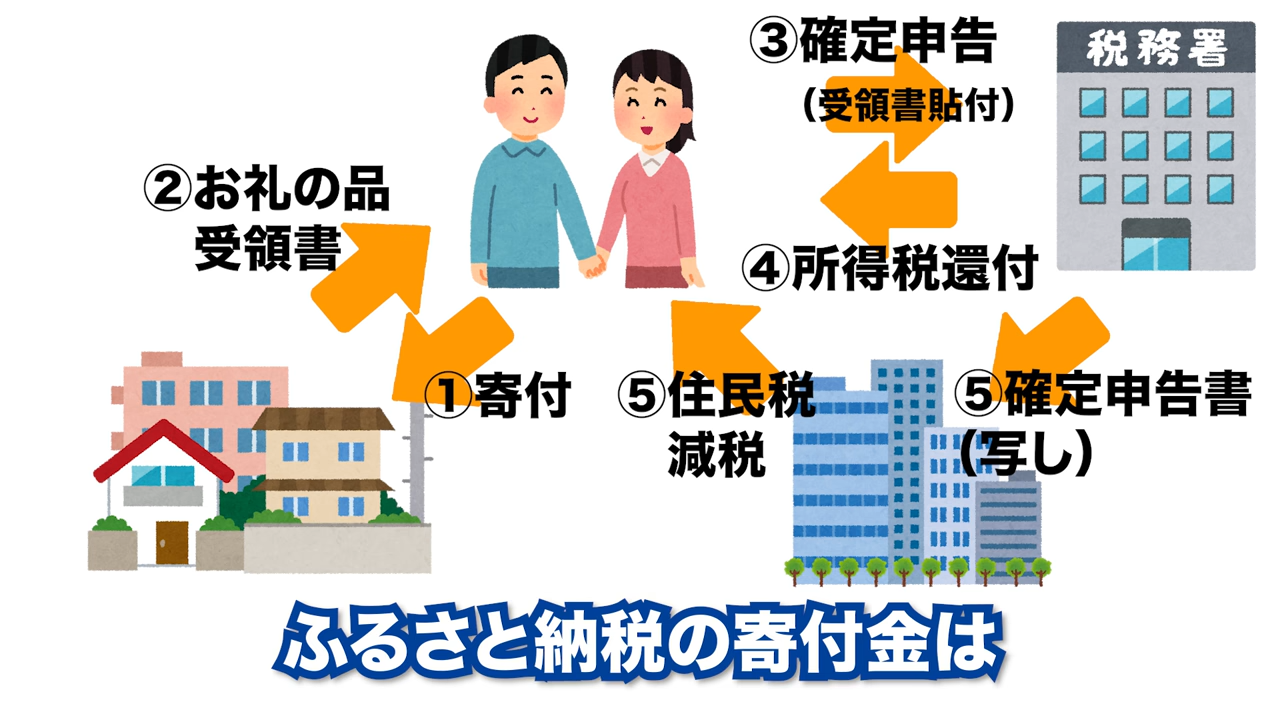 ③確定申告
(受領書貼付)
税務署
②お礼の品
受領書
④所得税還付
①寄付
⑤住民税
減税
⑤確定申告書
(写し)
ふるさと納税の寄付金は